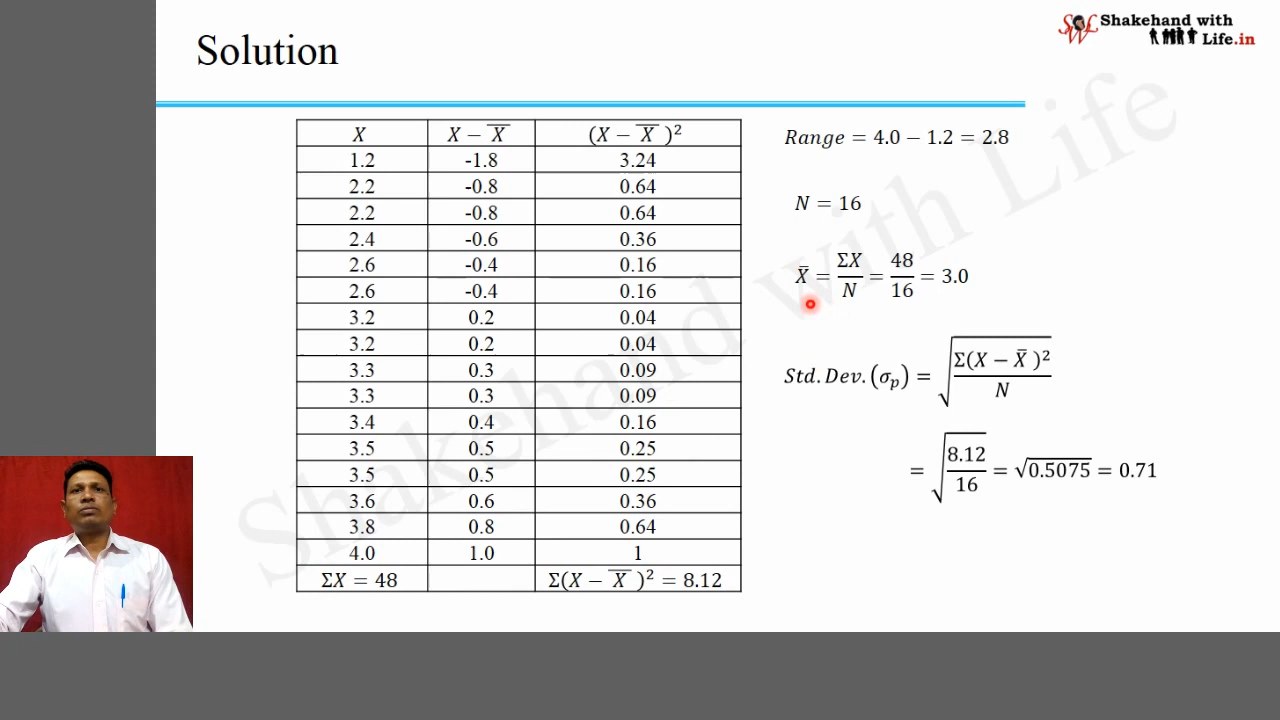 Shakehand with
Life.in
SWL
Solution
X	X − X̅	(X − X̅ )²
1.2	-1.8	3.24
2.2	-0.8	0.64
2.2	-0.8	0.64
2.4	-0.6	0.36
2.6	-0.4	0.16
2.6	-0.4	0.16
3.2	0.2	0.04
3.2	0.2	0.04
3.3	0.3	0.09
3.3	0.3	0.09
3.4	0.4	0.16
3.5	0.5	0.25
3.5	0.5	0.25
3.6	0.6	0.36
3.8	0.8	0.64
4.0	1.0	1
ΣX = 48		Σ(X − X̅ )² = 8.12
Range = 4.0 − 1.2 = 2.8
N = 16
X̅ = ΣX/N = 48/16 = 3.0
Std. Dev. (σₚ) = √(Σ(X − X̅ )²/N)
= √(8.12/16) = √0.5075 = 0.71
Shakehand with Life